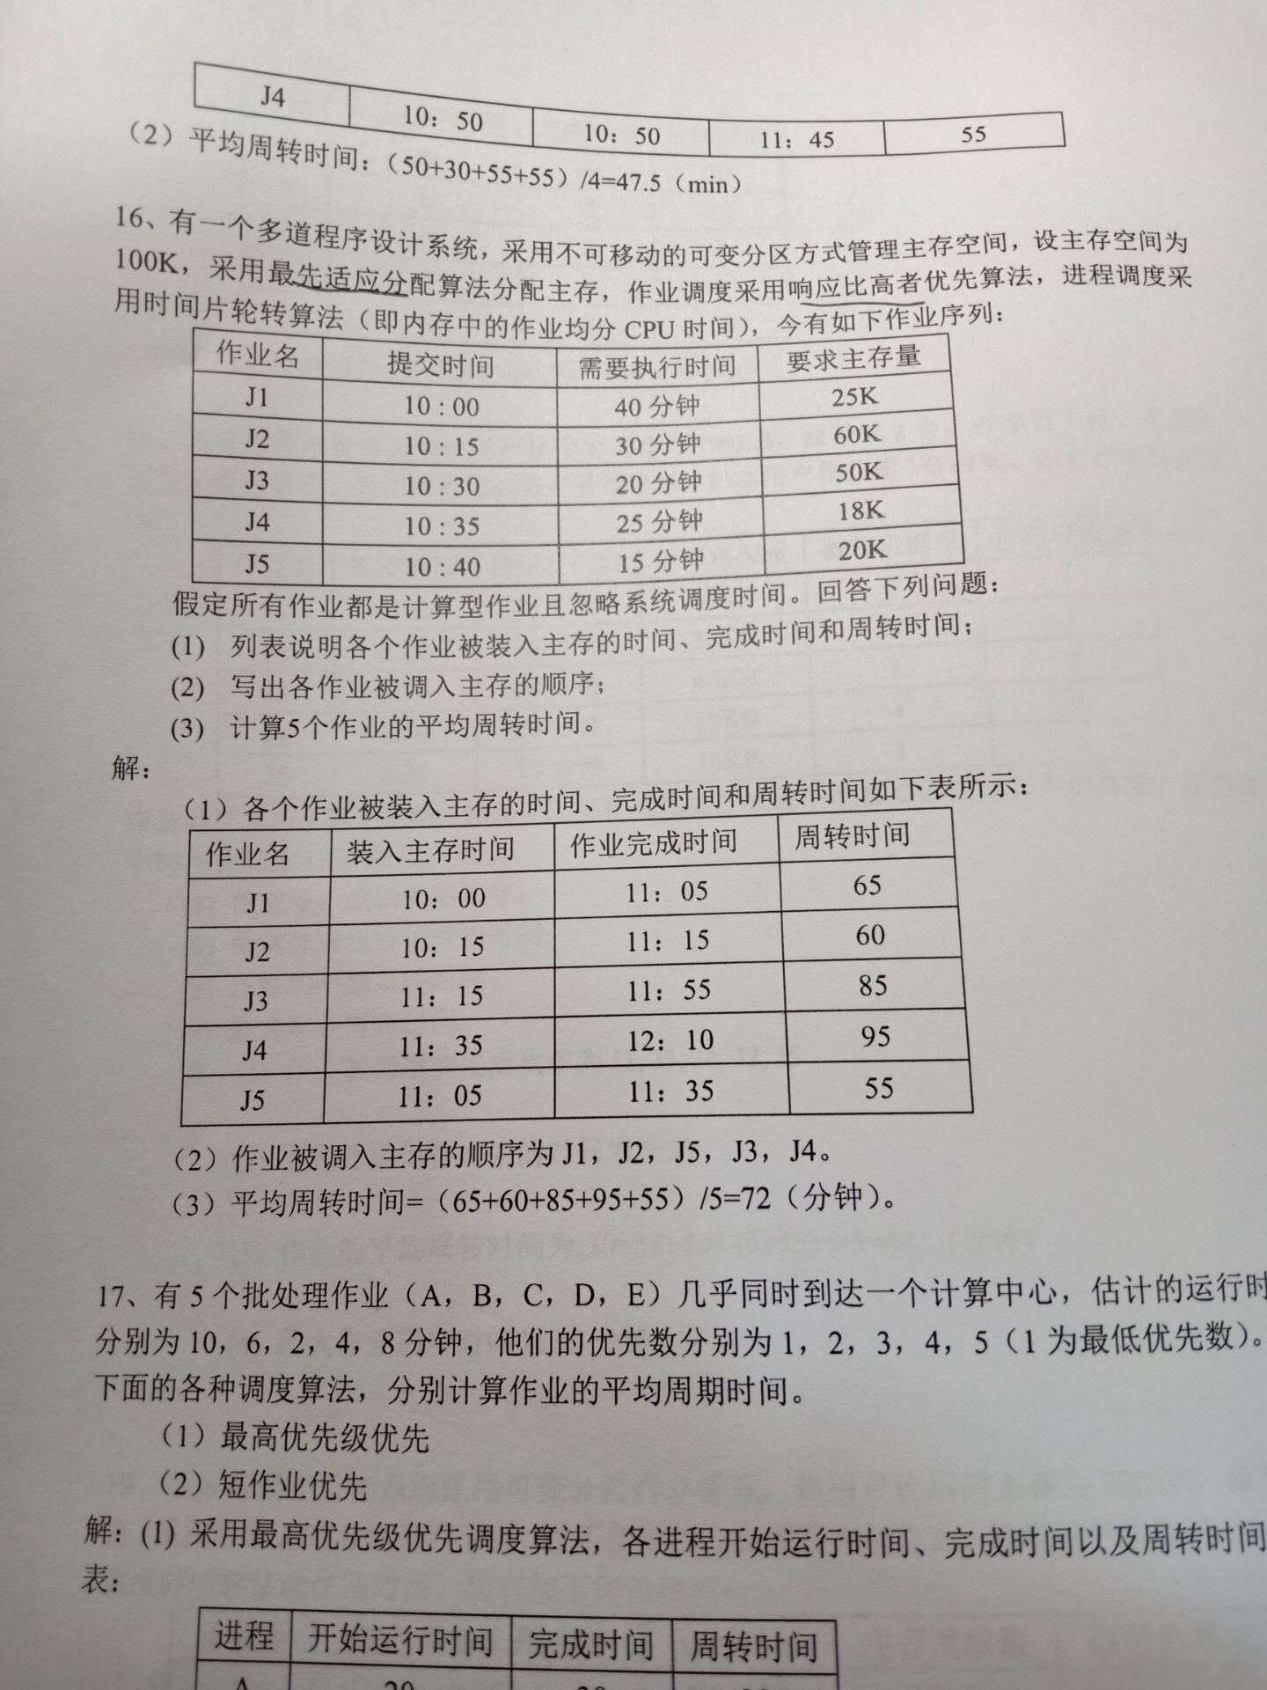 J4 10：50 10：50 11：45 55
（2）平均周转时间：（50+30+55+55）/4=47.5（min）
16、有一个多道程序设计系统，采用不可移动的可变分区方式管理主存空间，设主存空间为
100K，采用最先适应分配算法分配主存，作业调度采用响应比高者优先算法，进程调度采
用时间片轮转算法（即内存中的作业均分 CPU 时间），今有如下作业序列：
作业名 提交时间 需要执行时间 要求主存量
J1 10：00 40 分钟 25K
J2 10：15 30 分钟 60K
J3 10：30 20 分钟 50K
J4 10：35 25 分钟 18K
J5 10：40 15 分钟 20K
假定所有作业都是计算型作业且忽略系统调度时间。回答下列问题：
(1) 列表说明各个作业被装入主存的时间、完成时间和周转时间；
(2) 写出各作业被调入主存的顺序；
(3) 计算5个作业的平均周转时间。
解：
（1）各个作业被装入主存的时间、完成时间和周转时间如下表所示：
作业名 装入主存时间 作业完成时间 周转时间
J1 10：00 11：05 65
J2 10：15 11：15 60
J3 11：15 11：55 85
J4 11：35 12：10 95
J5 11：05 11：35 55
（2）作业被调入主存的顺序为 J1，J2，J5，J3，J4。
（3）平均周转时间=（65+60+85+95+55）/5=72（分钟）。
17、有 5 个批处理作业（A，B，C，D，E）几乎同时到达一个计算中心，估计的运行时
分别为 10，6，2，4，8 分钟，他们的优先数分别为 1，2，3，4，5（1 为最低优先数）。
下面的各种调度算法，分别计算作业的平均周期时间。
（1）最高优先级优先
（2）短作业优先
解：(1) 采用最高优先级优先调度算法，各进程开始运行时间、完成时间以及周转时间
表：
进程 开始运行时间 完成时间 周转时间